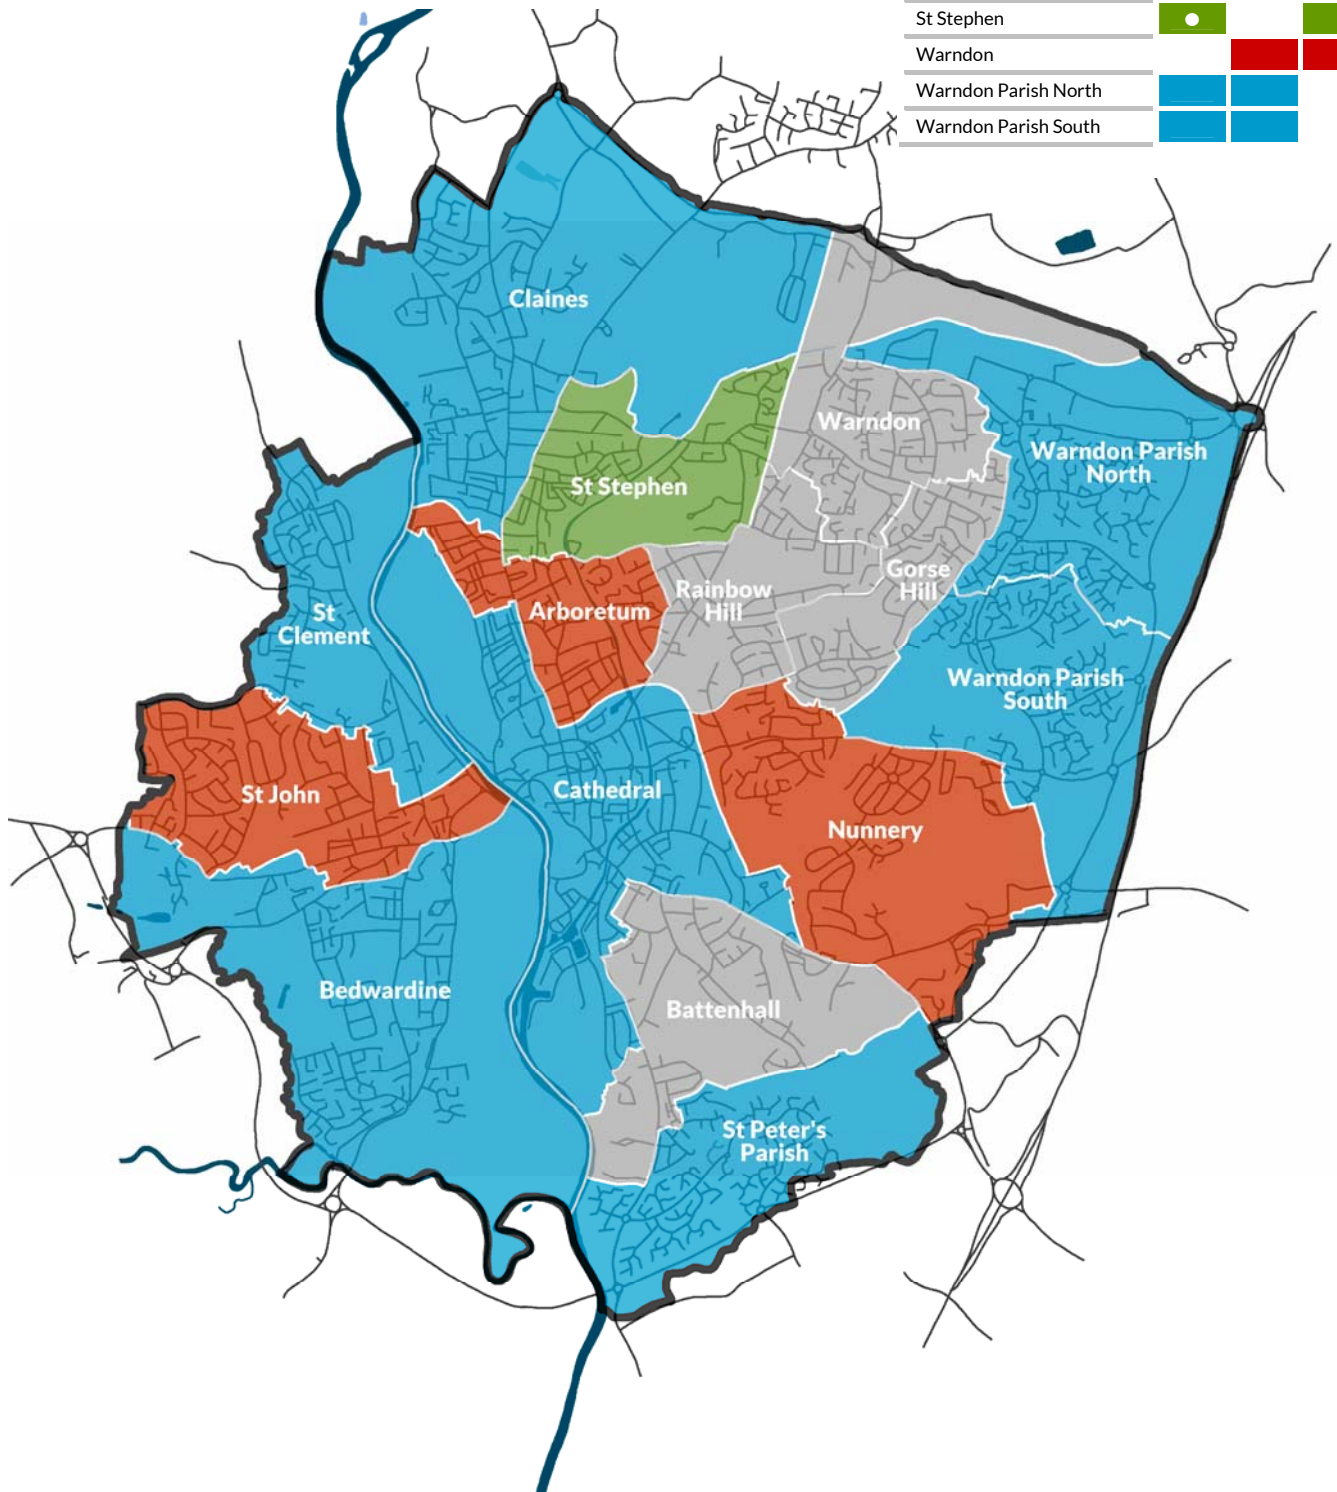 St Stephen
Warndon
Warndon Parish North
Warndon Parish South
Claines
Warndon
Warndon Parish
North
St Stephen
Gorse
Hill
Rainbow
Hill
Arboretum
St
Clement
Warndon Parish
South
St John
Cathedral
Nunnery
Bedwardine
Battenhall
St Peter's
Parish